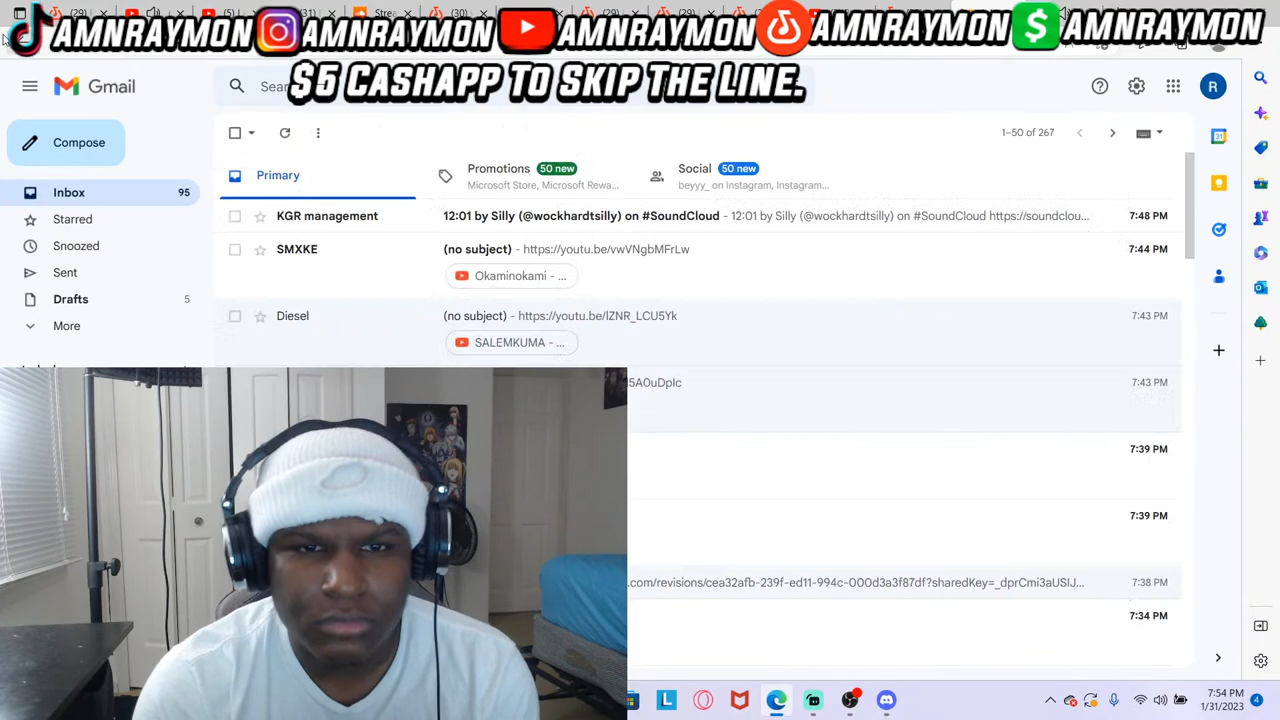 AMNRAYMON AMNRAYMON AMNRAYMON AMNRAYMON AMNRAYMON
$5 CASHAPP TO SKIP THE LINE.
Gmail
R
Compose
1–50 of 267
Inbox 95
Primary
Promotions 50 new
Microsoft Store, Microsoft Rewa...
Social 50 new
beyyy_ on Instagram, Instagram...
Starred
KGR management 12:01 by Silly (@wockhardtsilly) on #SoundCloud - 12:01 by Silly (@wockhardtsilly) on #SoundCloud https://soundclou... 7:48 PM
Snoozed
SMXKE (no subject) - https://youtu.be/vwVNgbMFrLw 7:44 PM
Sent
Okaminokami - ...
Drafts 5
Diesel (no subject) - https://youtu.be/lZNR_LCU5Yk 7:43 PM
More
SALEMKUMA - ...
5A0uDpIc 7:43 PM
7:39 PM
7:39 PM
.com/revisions/cea32afb-239f-ed11-994c-000d3a3f87df?sharedKey=_dprCmi3aUSIJ... 7:38 PM
7:34 PM
7:54 PM
1/31/2023
4